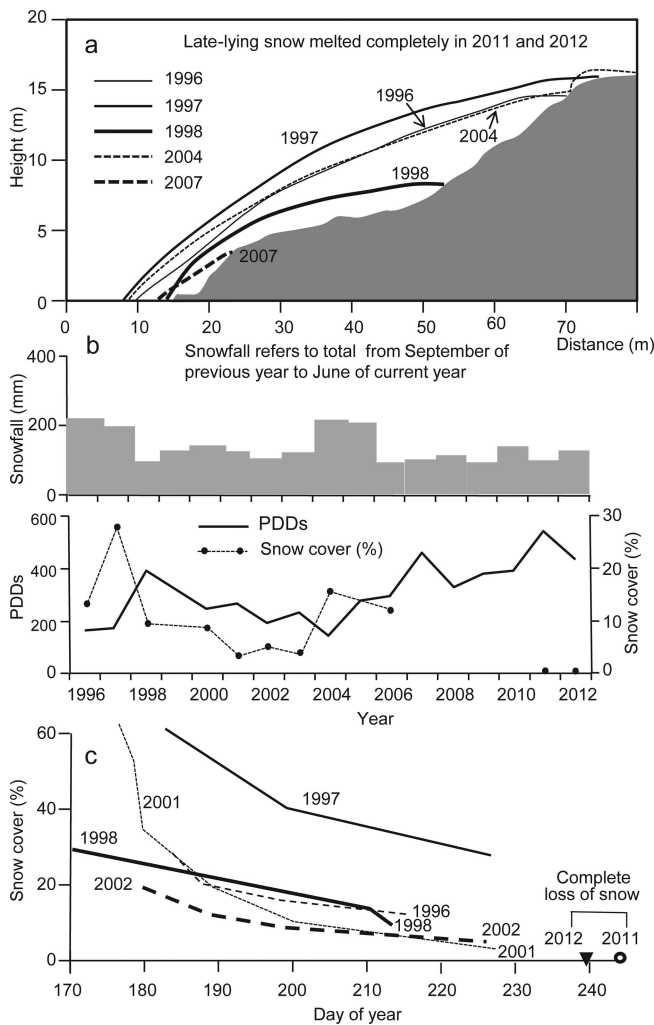 20
a
Late-lying snow melted completely in 2011 and 2012
1996
1997
1998
2004
2007
15
10
5
0
Height (m)
1997
1996
2004
1998
2007
0 10 20 30 40 50 60 70
Distance (m)
b
Snowfall refers to total from September of
previous year to June of current year
400
200
0
Snowfall (mm)
600
400
200
0
PDDs
PDDs
Snow cover (%)
30
20
10
0
Snow cover (%)
1996 1998 2000 2002 2004 2006 2008 2010 2012
Year
c
60
40
20
0
Snow cover (%)
2001
1997
1998
2002
1996
1998
2002
2001
Complete
loss of snow
2012 2011
170 180 190 200 210 220 230 240
Day of year